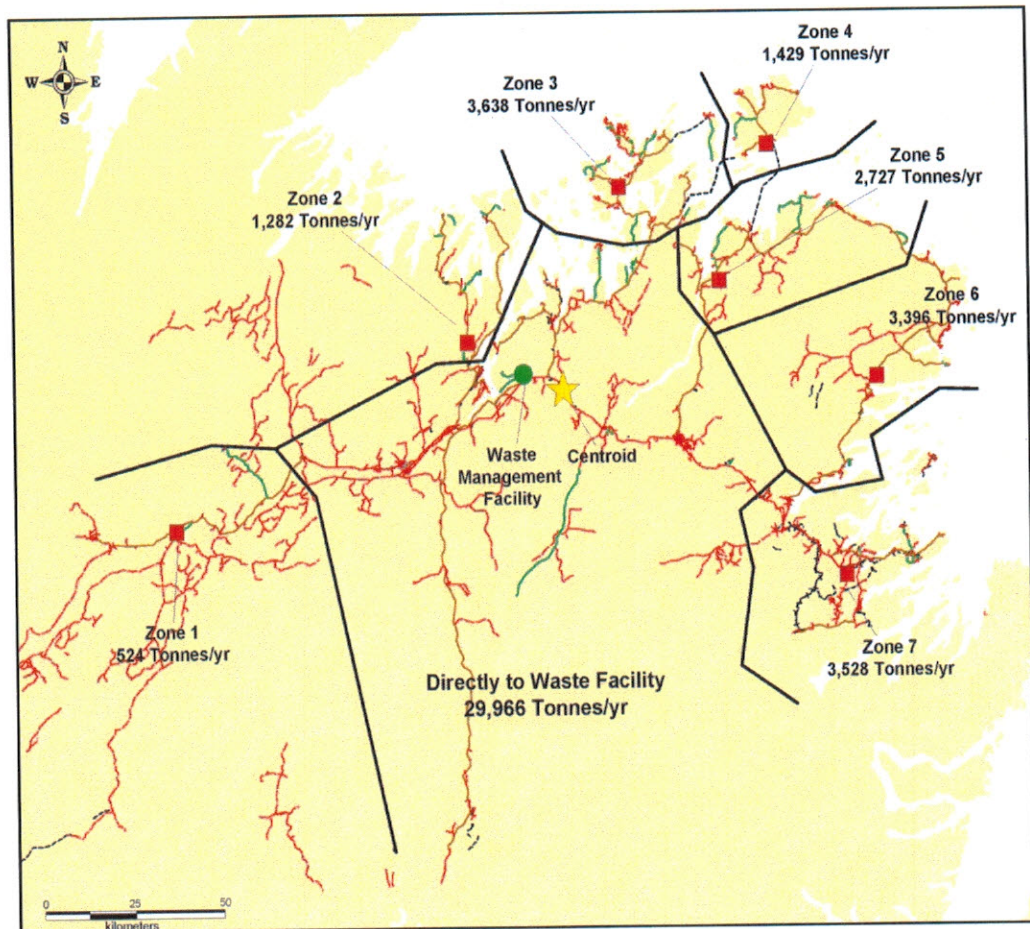 N
W E
S
Zone 4
1,429 Tonnes/yr
Zone 3
3,638 Tonnes/yr
Zone 5
2,727 Tonnes/yr
Zone 2
1,282 Tonnes/yr
Zone 6
3,396 Tonnes/yr
Waste
Management
Facility
Centroid
Zone 1
524 Tonnes/yr
Zone 7
3,528 Tonnes/yr
Directly to Waste Facility
29,966 Tonnes/yr
0 25 50
kilometers